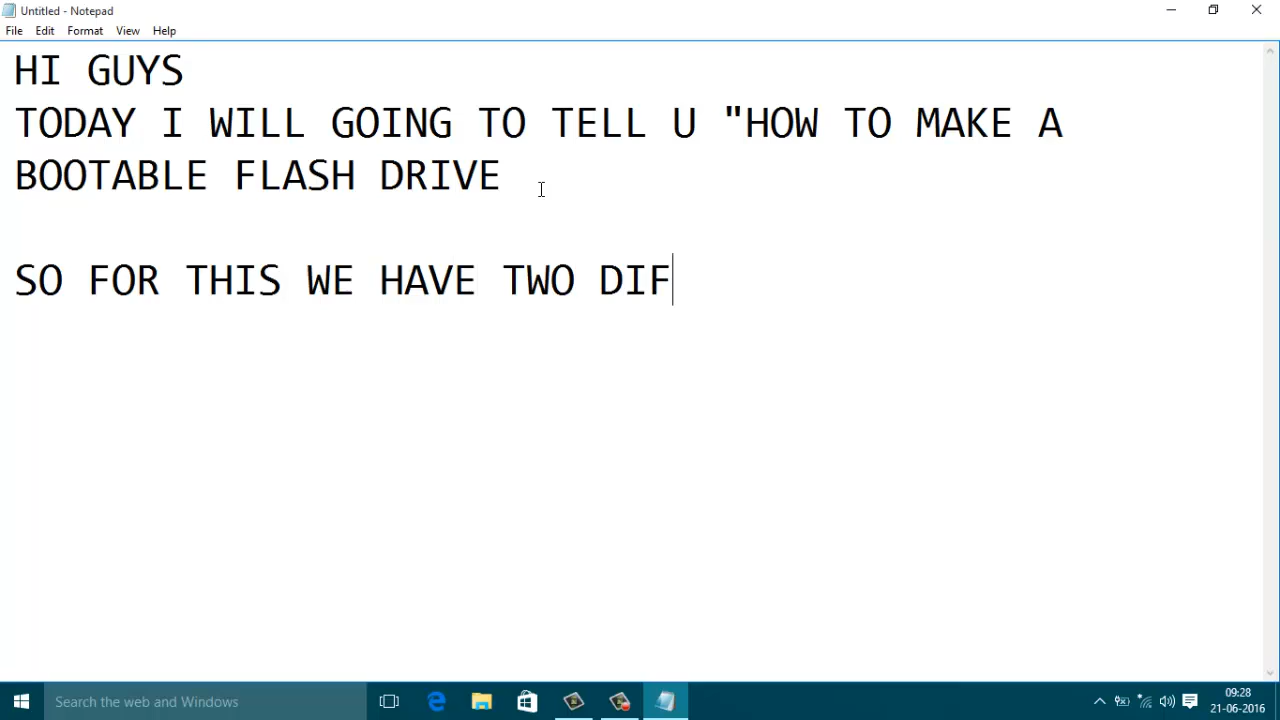 Untitled - Notepad
File Edit Format View Help
HI GUYS
TODAY I WILL GOING TO TELL U "HOW TO MAKE A
BOOTABLE FLASH DRIVE
SO FOR THIS WE HAVE TWO DIF
Search the web and Windows
09:28
21-06-2016